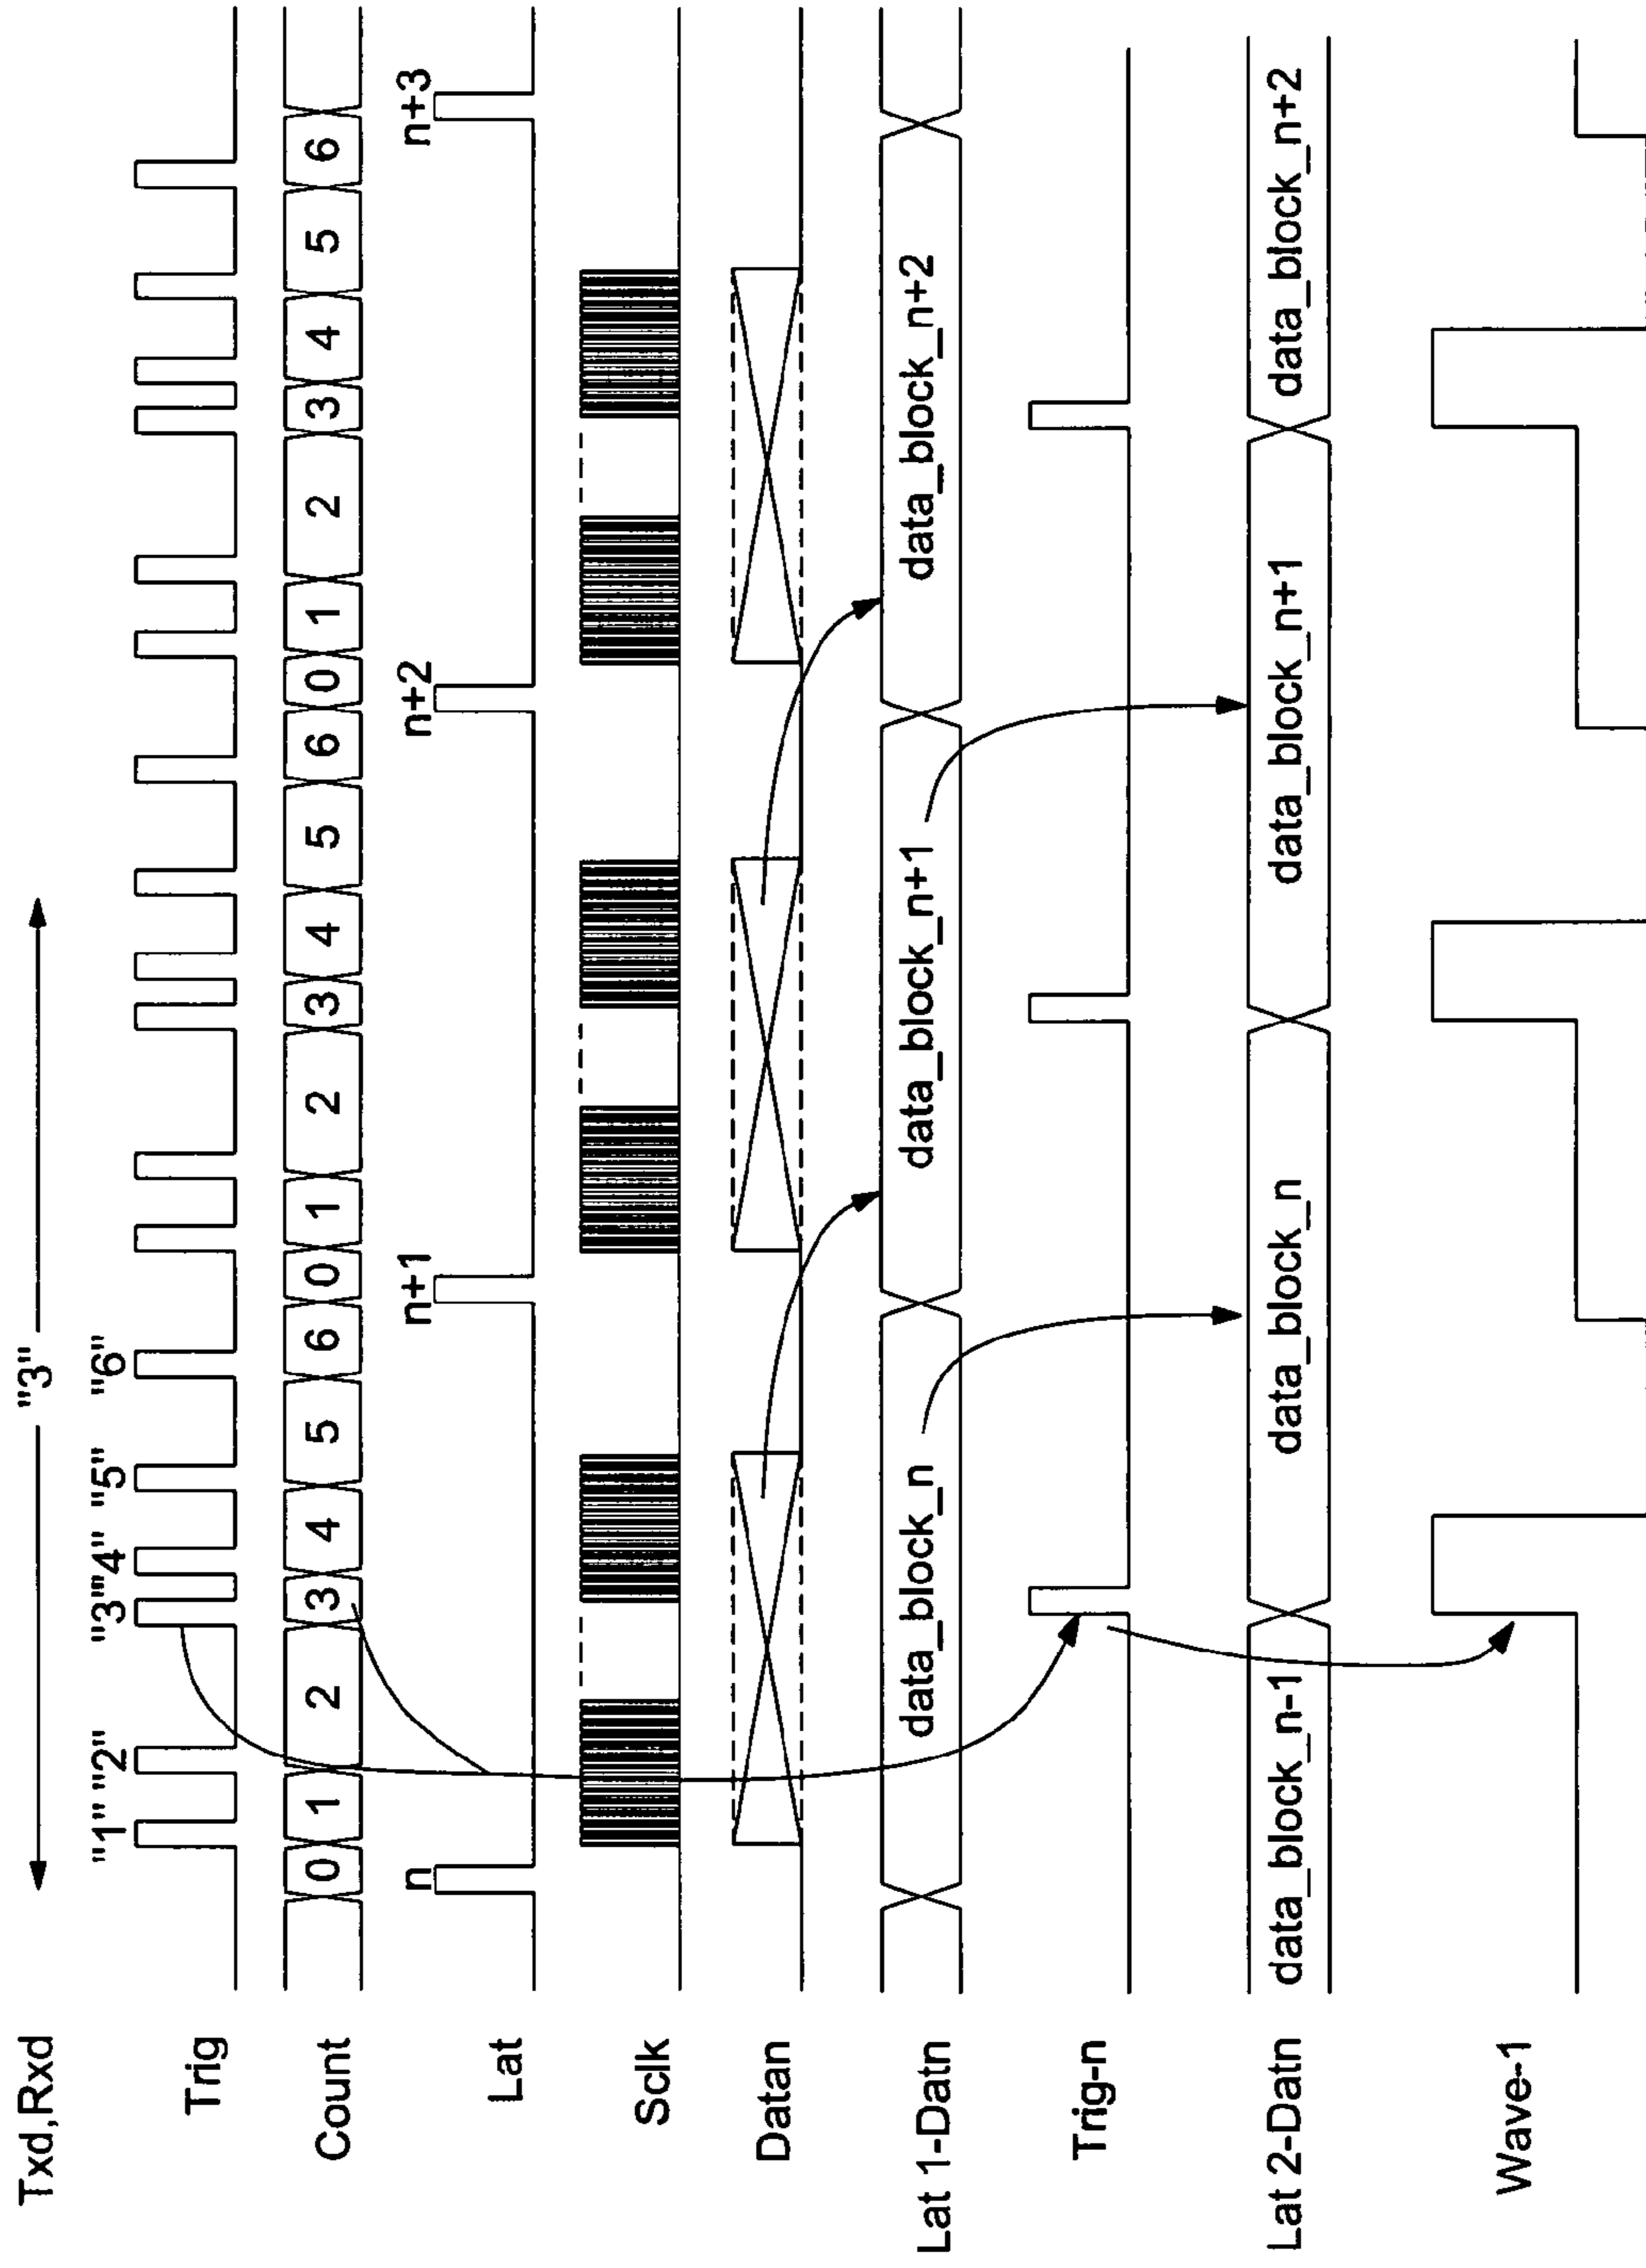 Txd,Rxd "3"
"1" "2" "3" "4" "5" "6"
Trig
Count 0 1 2 3 4 5 6 0 1 2 3 4 5 6 0 1 2 3 4 5 6
Lat n n+1 n+2 n+3
Sclk
Datan
Lat 1-Datn data_block_n data_block_n+1 data_block_n+2
Trig-n
Lat 2-Datn data_block_n-1 data_block_n data_block_n+1 data_block_n+2
Wave-1